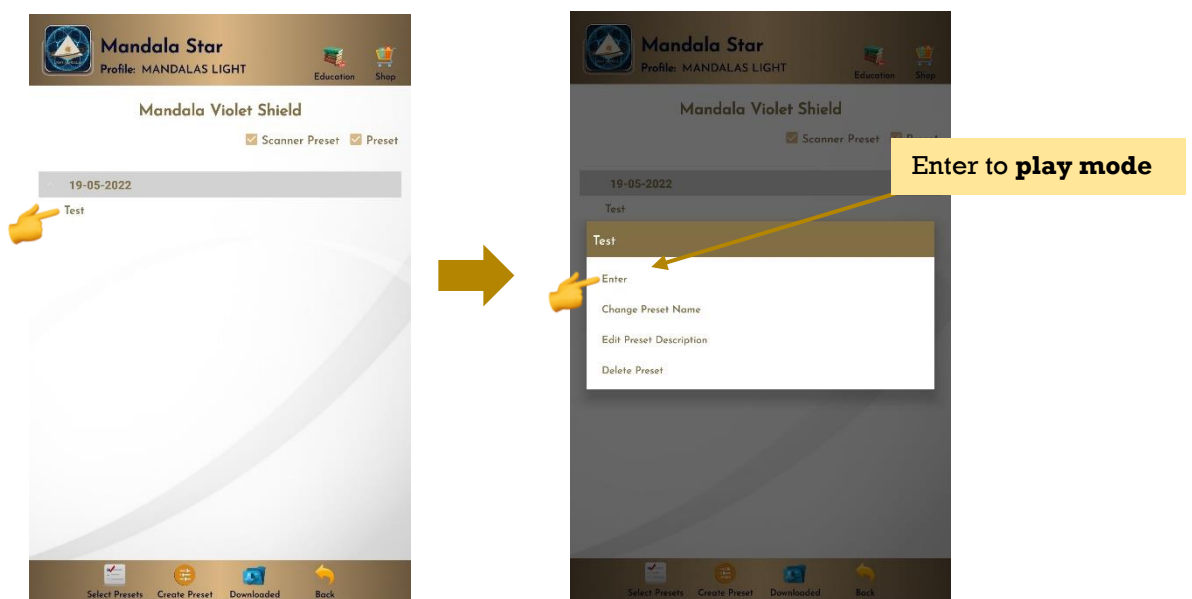 Mandala Star
Profile: MANDALAS LIGHT
Education
Shop
Mandala Violet Shield
Scanner Preset
Preset
19-05-2022
Test
Select Presets
Create Preset
Downloaded
Back
Mandala Star
Profile: MANDALAS LIGHT
Education
Shop
Mandala Violet Shield
Scanner Preset
Enter to play mode
19-05-2022
Test
Test
Enter
Change Preset Name
Edit Preset Description
Delete Preset
Select Presets
Create Preset
Downloaded
Back